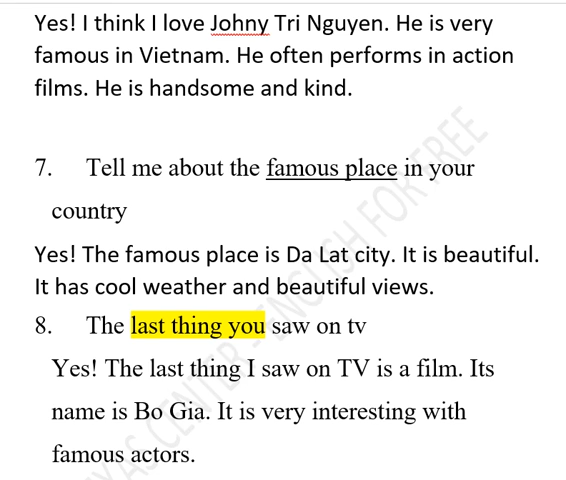 Yes! I think I love Johny Tri Nguyen. He is very
famous in Vietnam. He often performs in action
films. He is handsome and kind.
7. Tell me about the famous place in your
country
Yes! The famous place is Da Lat city. It is beautiful.
It has cool weather and beautiful views.
8. The last thing you saw on tv
Yes! The last thing I saw on TV is a film. Its
name is Bo Gia. It is very interesting with
famous actors.
CENTER - ENGLISH FOR FREE